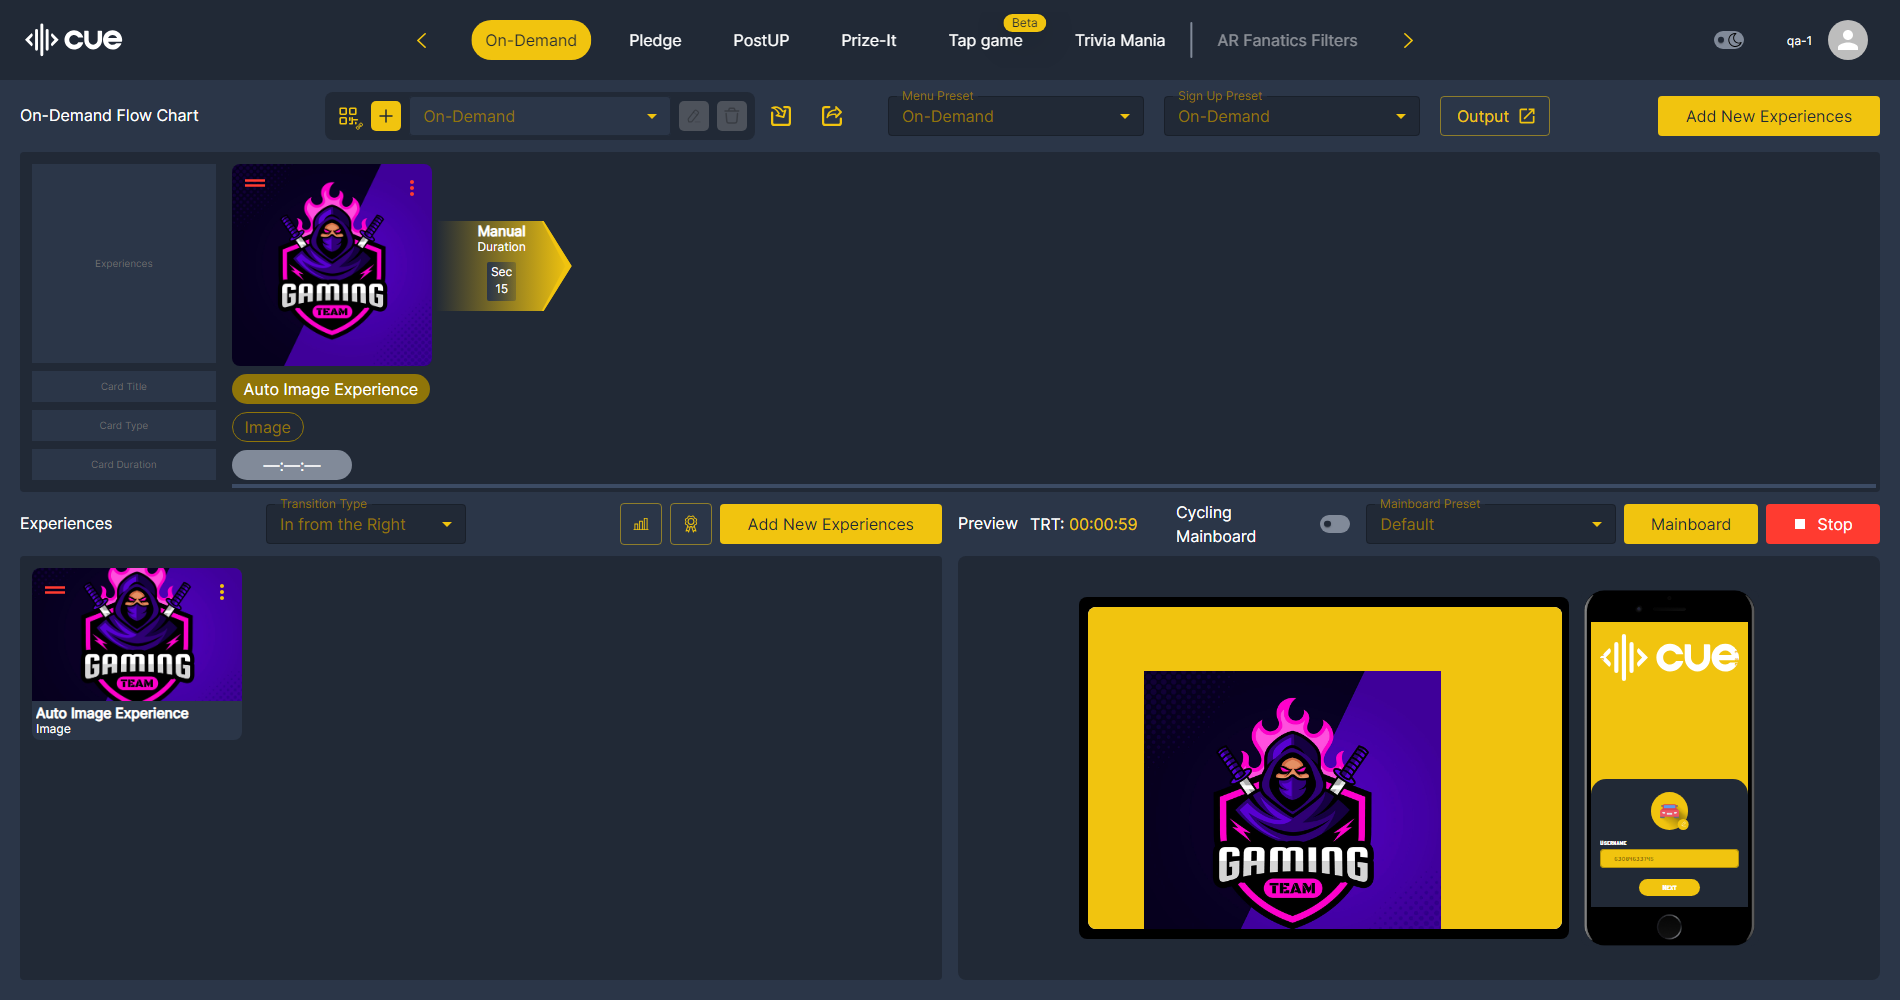 cue
On-Demand
Pledge
PostUP
Prize-It
Beta
Tap game
Trivia Mania
AR Fanatics Filters
qa-1
On-Demand Flow Chart
On-Demand
Menu Preset
On-Demand
Sign Up Preset
On-Demand
Output
Add New Experiences
Experiences
GAMING
TEAM
Manual
Duration
Sec
15
Card Title
Auto Image Experience
Card Type
Image
Card Duration
—:—:—
Experiences
Transition Type
In from the Right
Add New Experiences
Preview
TRT: 00:00:59
Cycling
Mainboard
Mainboard Preset
Default
Mainboard
Stop
GAMING
TEAM
Auto Image Experience
Image
GAMING
TEAM
cue
USERNAME
NEXT